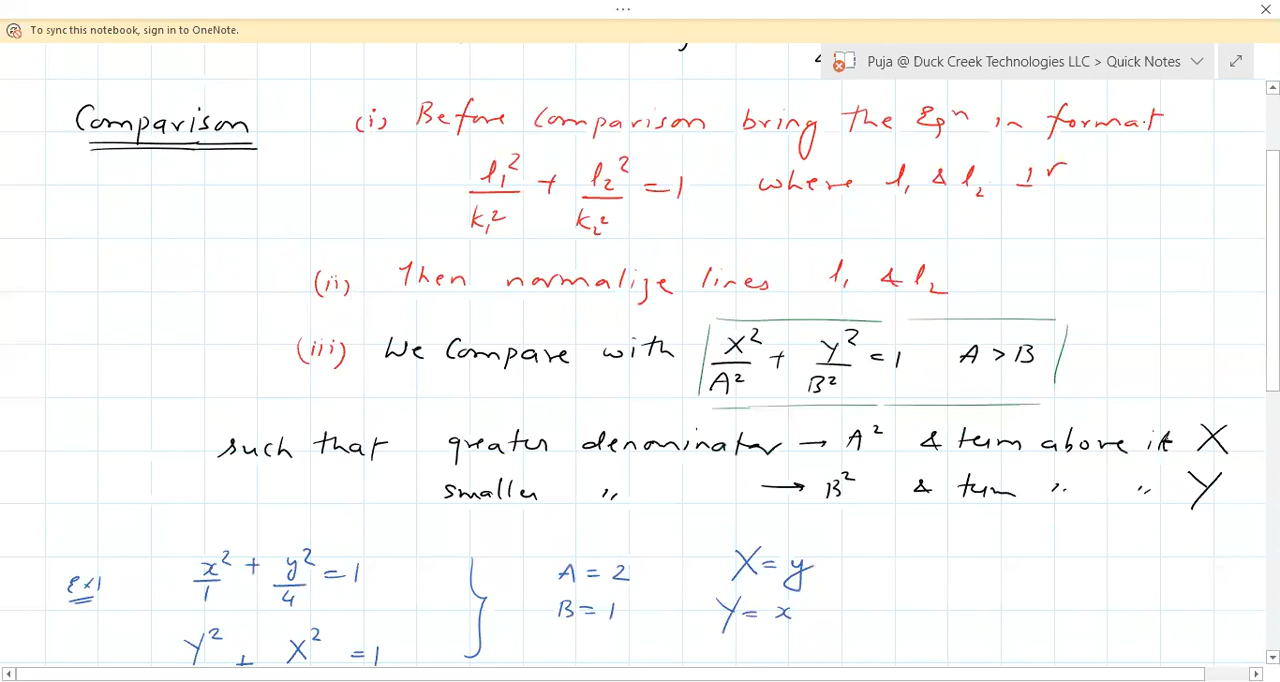 To sync this notebook, sign in to OneNote.
Puja @ Duck Creek Technologies LLC > Quick Notes
Comparison (i) Before comparison bring the Eqⁿ in format
l₁²/k₁² + l₂²/k₂² = 1 where l₁ & l₂ ⊥r
(ii) Then normalize lines l₁ & l₂
(iii) We compare with X²/A² + Y²/B² = 1 A > B
such that greater denominator → A² & term above it X
smaller " → B² & term " " Y
Ex1 x²/1 + y²/4 = 1 } A = 2 X = y
B = 1 Y = x
Y² + X² = 1